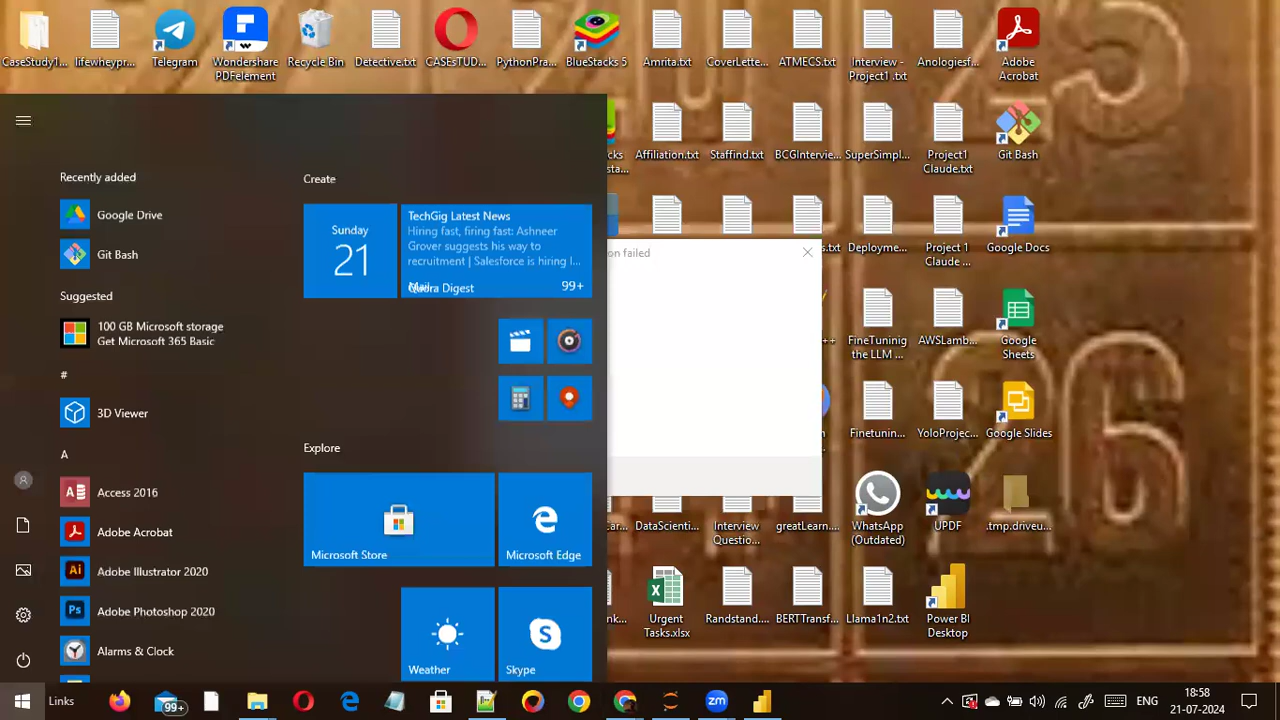 CaseStudy1...
lifewheypr...
Telegram
Wondershare
PDFelement
Recycle Bin
Detective.txt
CASEsTUD...
PythonPra...
BlueStacks 5
Amrita.txt
CoverLette...
ATMECS.txt
Interview -
Project1 .txt
Anologiesf...
Adobe
Acrobat
Affiliation.txt
Staffind.txt
BCGIntervie...
SuperSimpl...
Project1
Claude.txt
Git Bash
Deployme...
Project 1
Claude ...
Google Docs
on failed
FineTuninig
the LLM ...
AWSLamb...
Google
Sheets
Finetunin...
YoloProjec...
Google Slides
DataScienti...
Interview
Questio...
greatLearn...
WhatsApp
(Outdated)
UPDF
.tmp.driveu...
Urgent
Tasks.xlsx
Randstand....
BERTTransf...
Llama1n2.txt
Power BI
Desktop
Recently added
Google Drive
Git Bash
Suggested
100 GB Microsoft storage
Get Microsoft 365 Basic
#
3D Viewer
A
Access 2016
Adobe Acrobat
Adobe Illustrator 2020
Adobe Photoshop 2020
Alarms & Clock
Create
Sunday
21
TechGig Latest News
Hiring fast, firing fast: Ashneer
Grover suggests his way to
recruitment | Salesforce is hiring l...
Quora Digest
99+
Explore
Microsoft Store
Microsoft Edge
Weather
Skype
Links
99+
zm
ENG
18:58
21-07-2024